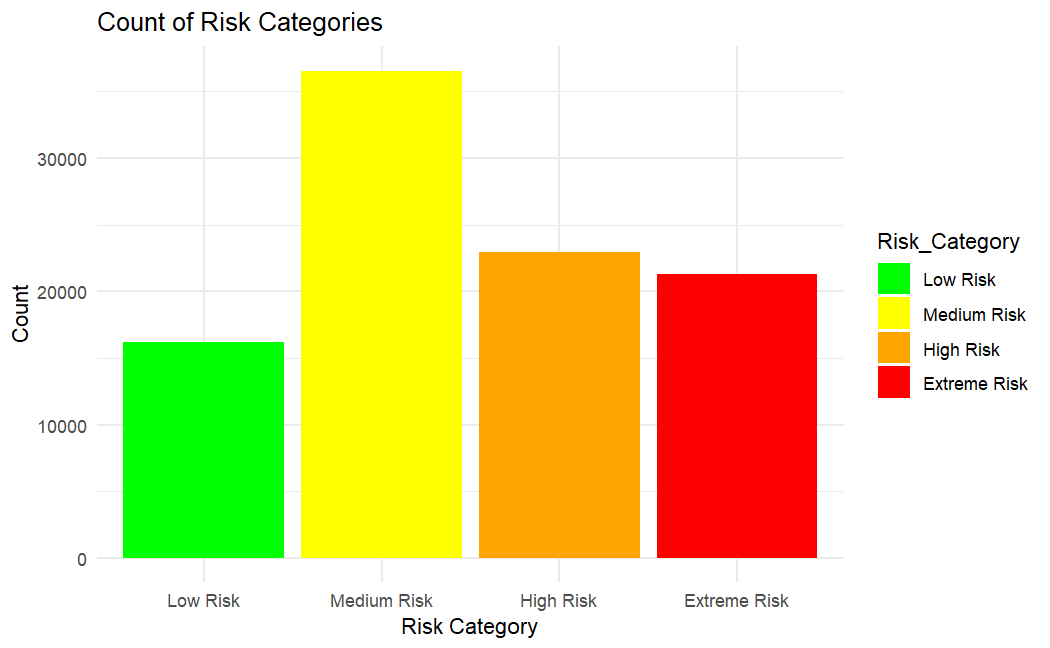 Count of Risk Categories
30000
20000
10000
0
Count
Low Risk
Medium Risk
High Risk
Extreme Risk
Risk Category
Risk_Category
Low Risk
Medium Risk
High Risk
Extreme Risk